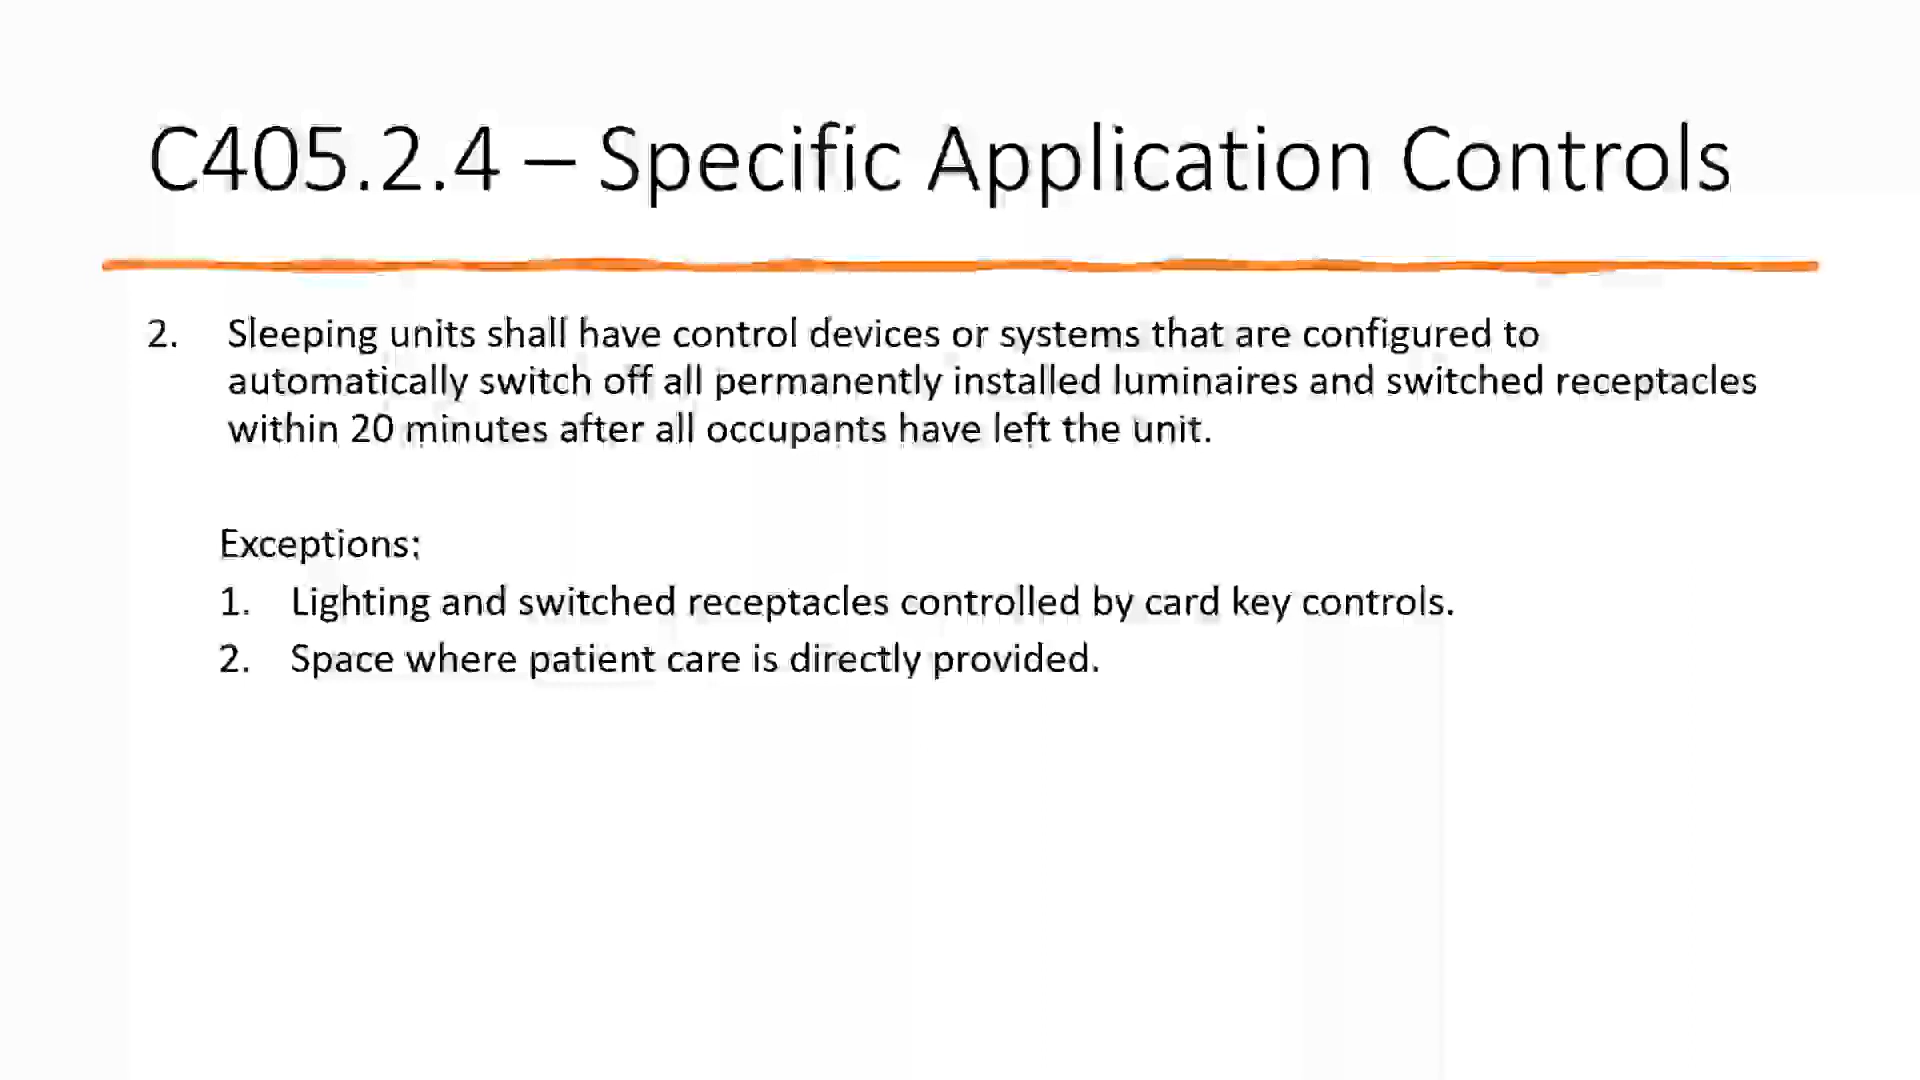 C405.2.4 – Specific Application Controls
2. Sleeping units shall have control devices or systems that are configured to
automatically switch off all permanently installed luminaires and switched receptacles
within 20 minutes after all occupants have left the unit.
Exceptions:
1. Lighting and switched receptacles controlled by card key controls.
2. Space where patient care is directly provided.